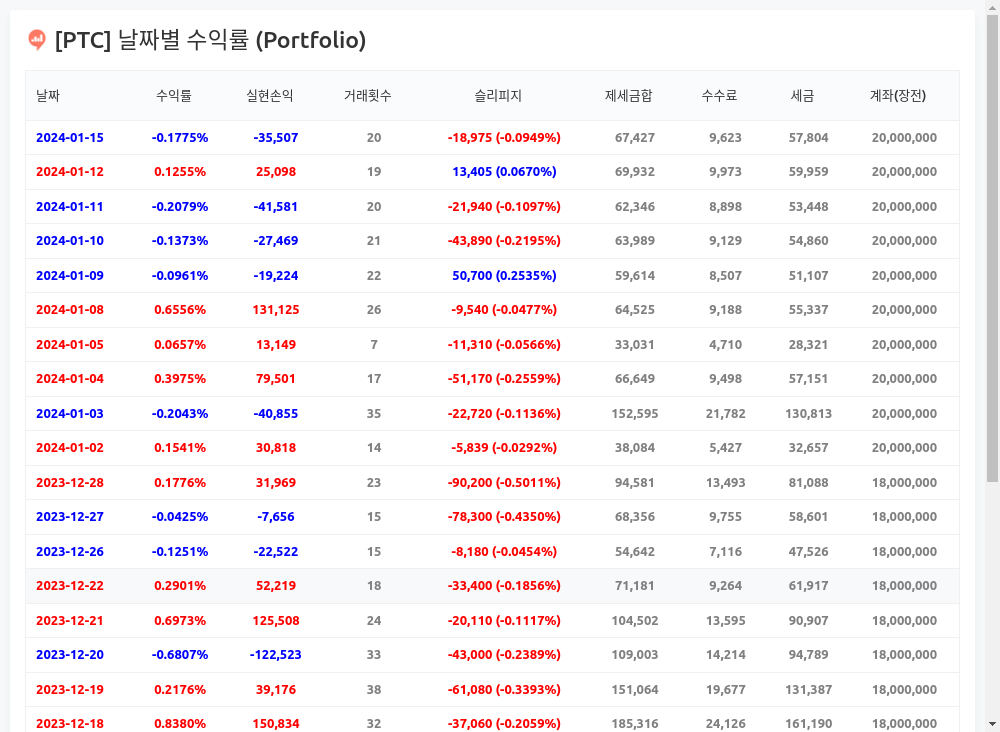 [PTC] 날짜별 수익률 (Portfolio)
날짜 수익률 실현손익 거래횟수 슬리피지 제세금합 수수료 세금 계좌(장전)
2024-01-15 -0.1775% -35,507 20 -18,975 (-0.0949%) 67,427 9,623 57,804 20,000,000
2024-01-12 0.1255% 25,098 19 13,405 (0.0670%) 69,932 9,973 59,959 20,000,000
2024-01-11 -0.2079% -41,581 20 -21,940 (-0.1097%) 62,346 8,898 53,448 20,000,000
2024-01-10 -0.1373% -27,469 21 -43,890 (-0.2195%) 63,989 9,129 54,860 20,000,000
2024-01-09 -0.0961% -19,224 22 50,700 (0.2535%) 59,614 8,507 51,107 20,000,000
2024-01-08 0.6556% 131,125 26 -9,540 (-0.0477%) 64,525 9,188 55,337 20,000,000
2024-01-05 0.0657% 13,149 7 -11,310 (-0.0566%) 33,031 4,710 28,321 20,000,000
2024-01-04 0.3975% 79,501 17 -51,170 (-0.2559%) 66,649 9,498 57,151 20,000,000
2024-01-03 -0.2043% -40,855 35 -22,720 (-0.1136%) 152,595 21,782 130,813 20,000,000
2024-01-02 0.1541% 30,818 14 -5,839 (-0.0292%) 38,084 5,427 32,657 20,000,000
2023-12-28 0.1776% 31,969 23 -90,200 (-0.5011%) 94,581 13,493 81,088 18,000,000
2023-12-27 -0.0425% -7,656 15 -78,300 (-0.4350%) 68,356 9,755 58,601 18,000,000
2023-12-26 -0.1251% -22,522 15 -8,180 (-0.0454%) 54,642 7,116 47,526 18,000,000
2023-12-22 0.2901% 52,219 18 -33,400 (-0.1856%) 71,181 9,264 61,917 18,000,000
2023-12-21 0.6973% 125,508 24 -20,110 (-0.1117%) 104,502 13,595 90,907 18,000,000
2023-12-20 -0.6807% -122,523 33 -43,000 (-0.2389%) 109,003 14,214 94,789 18,000,000
2023-12-19 0.2176% 39,176 38 -61,080 (-0.3393%) 151,064 19,677 131,387 18,000,000
2023-12-18 0.8380% 150,834 32 -37,060 (-0.2059%) 185,316 24,126 161,190 18,000,000